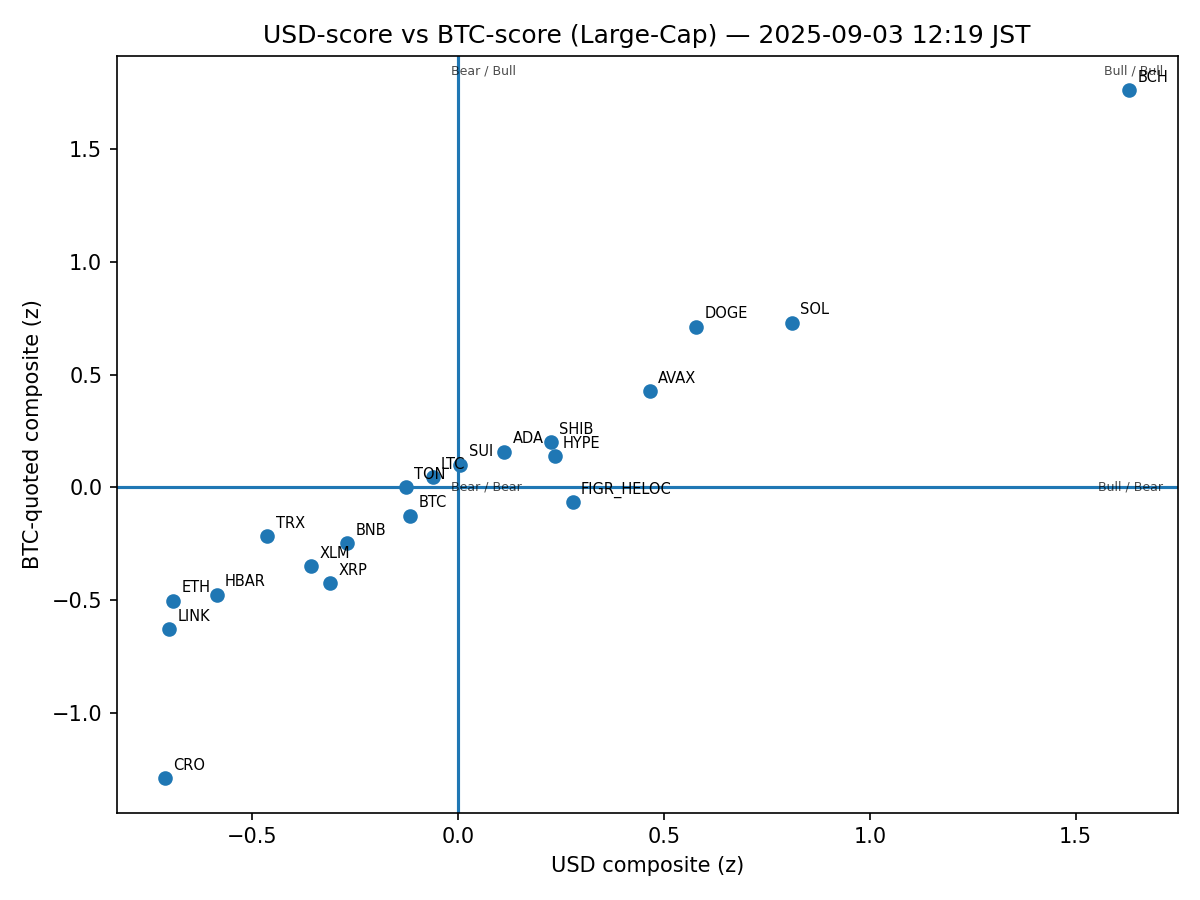 USD-score vs BTC-score (Large-Cap) — 2025-09-03 12:19 JST
Bear / Bull
Bull / Bull
BCH
1.5
1.0
DOGE
SOL
0.5
AVAX
SHIB
ADA
HYPE
SUI
LTC
TON
0.0
Bear / Bear
FIGR_HELOC
Bull / Bear
BTC
TRX
BNB
XLM
XRP
−0.5
ETH
HBAR
LINK
−1.0
CRO
−0.5
0.0
0.5
1.0
1.5
USD composite (z)
BTC-quoted composite (z)